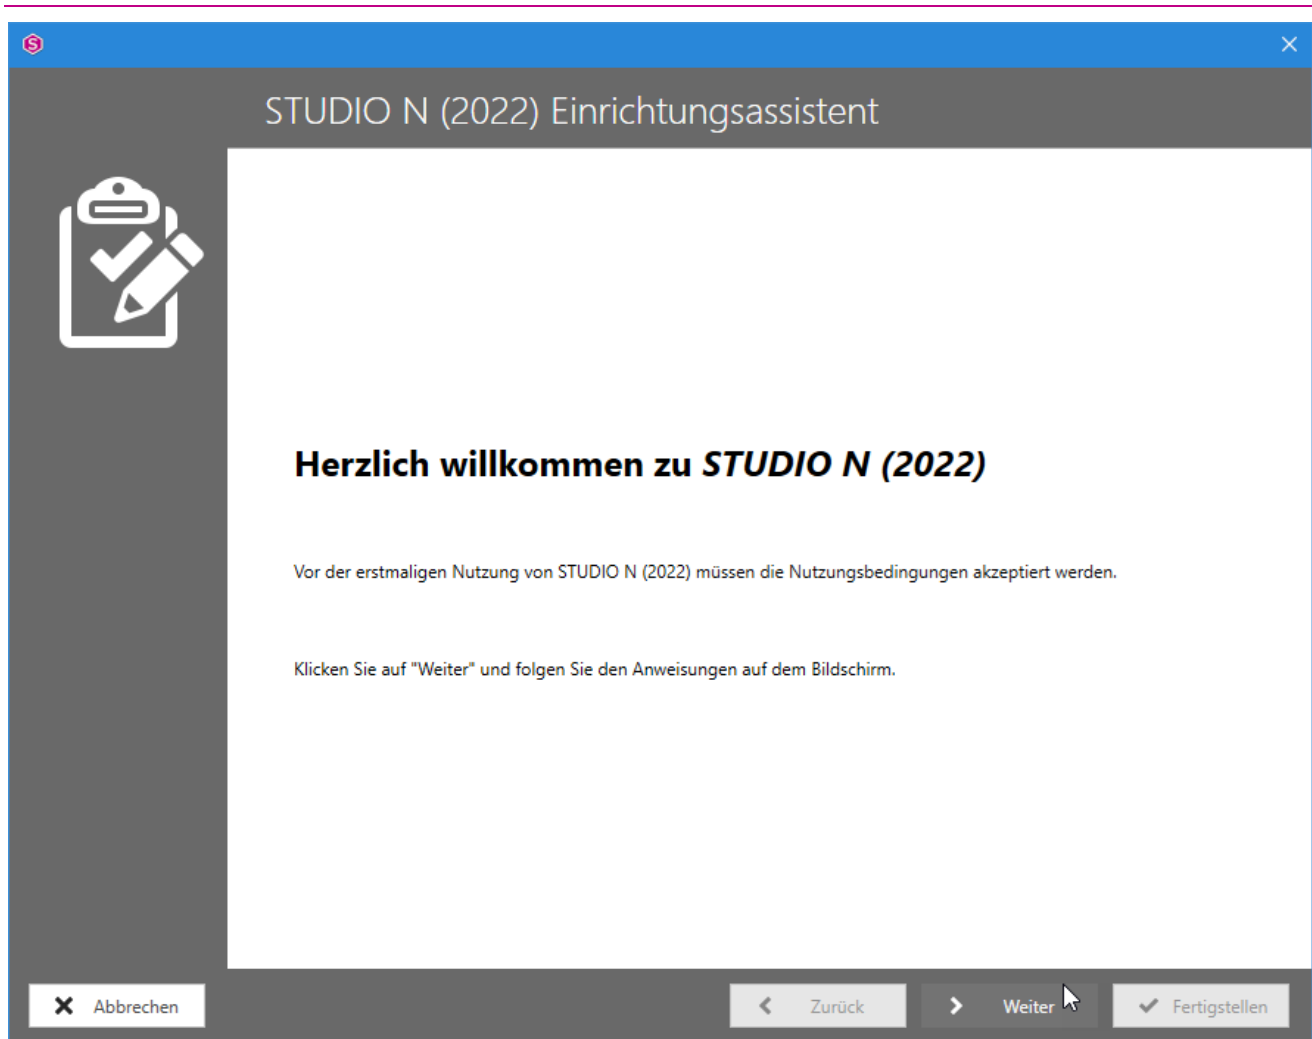 S
STUDIO N (2022) Einrichtungsassistent
Herzlich willkommen zu STUDIO N (2022)
Vor der erstmaligen Nutzung von STUDIO N (2022) müssen die Nutzungsbedingungen akzeptiert werden.
Klicken Sie auf "Weiter" und folgen Sie den Anweisungen auf dem Bildschirm.
Abbrechen
Zurück
Weiter
Fertigstellen